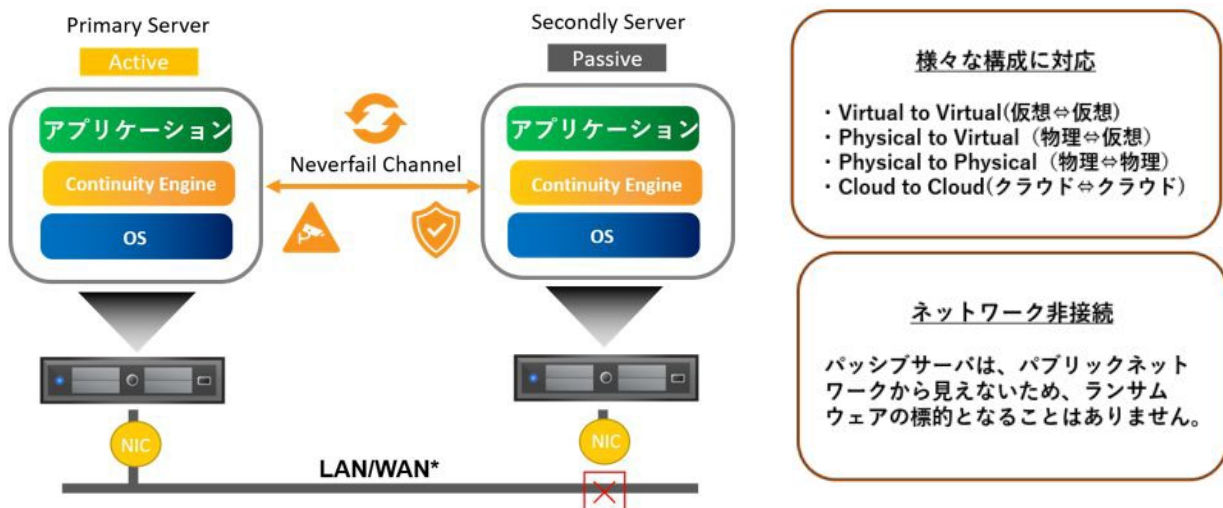 Primary Server
Active
アプリケーション
Continuity Engine
OS
Neverfail Channel
Secondly Server
Passive
アプリケーション
Continuity Engine
OS
NIC
NIC
LAN/WAN*
様々な構成に対応
・Virtual to Virtual(仮想⇔仮想)
・Physical to Virtual（物理⇔仮想）
・Physical to Physical（物理⇔物理）
・Cloud to Cloud(クラウド⇔クラウド）
ネットワーク非接続
パッシブサーバは、パブリックネット
ワークから見えないため、ランサム
ウェアの標的となることはありません。